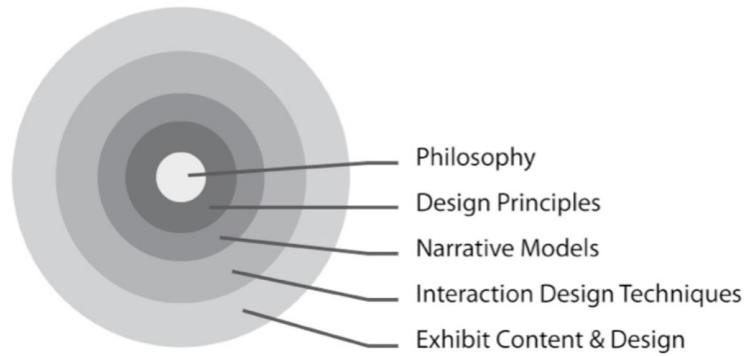 Philosophy
Design Principles
Narrative Models
Interaction Design Techniques
Exhibit Content & Design